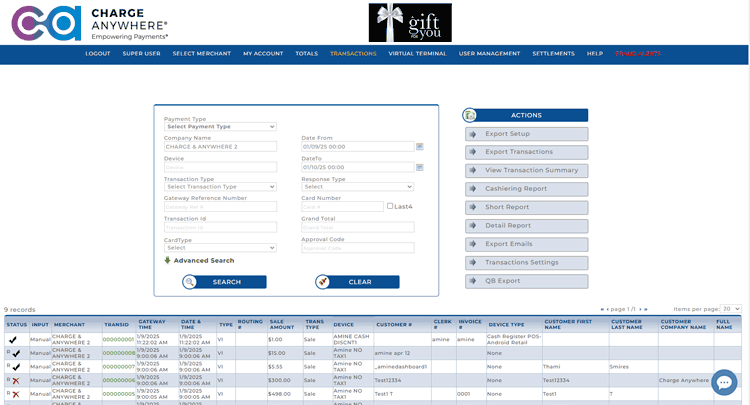 CHARGE
ANYWHERE®
Empowering Payments®
a gift
FOR
you
LOGOUT SUPER USER SELECT MERCHANT MY ACCOUNT TOTALS TRANSACTIONS VIRTUAL TERMINAL USER MANAGEMENT SETTLEMENTS HELP
Payment Type
Select Payment Type
Company Name Date From
CHARGE & ANYWHERE 2 01/09/25 00:00
Device DateTo
Device 01/10/25 00:00
Transaction Type Response Type
Select Transaction Type Select
Gateway Reference Number Card Number
Gateway Ref # Card # Last4
Transaction Id Grand Total
Transaction ID Grand Total
CardType Approval Code
Select Approval Code
Advanced Search
SEARCH CLEAR
ACTIONS
Export Setup
Export Transactions
View Transaction Summary
Cashiering Report
Short Report
Detail Report
Export Emails
Transactions Settings
QB Export
9 records « ‹ page 1 /1 › » Items per page: 20
STATUS INPUT MERCHANT TRANSID GATEWAY TIME DATE & TIME TYPE ROUTING # SALE AMOUNT TRANS TYPE DEVICE CUSTOMER # CLERK # INVOICE # DEVICE TYPE CUSTOMER FIRST NAME CUSTOMER LAST NAME CUSTOMER COMPANY NAME FULL NAME
Manual CHARGE & ANYWHERE 2 000000001 1/9/2025 11:22:02 AM 1/9/2025 11:22:02 AM VI $1.00 Sale AMINE CASH DISCNT1 amine amine Cash Register POS-Android Retail
R Manual CHARGE & ANYWHERE 2 000000008 1/9/2025 9:00:06 AM 1/9/2025 9:00:06 AM VI $15.00 Sale Amine NO TAX1 amine apr 12 None
R Manual CHARGE & ANYWHERE 2 000000007 1/9/2025 9:00:06 AM 1/9/2025 9:00:06 AM VI $5.55 Sale Amine NO TAX1 _aminedashboard1 None Thami Smires
R Manual CHARGE & ANYWHERE 2 000000006 1/9/2025 9:00:06 AM 1/9/2025 9:00:06 AM VI $300.00 Sale Amine NO TAX1 Test12334 None Test12334 Charge Anywhere
R Manual CHARGE & ANYWHERE 2 000000005 1/9/2025 9:00:06 AM 1/9/2025 9:00:06 AM VI $498.00 Sale Amine NO TAX1 Test1 T 0001 None Test1 T